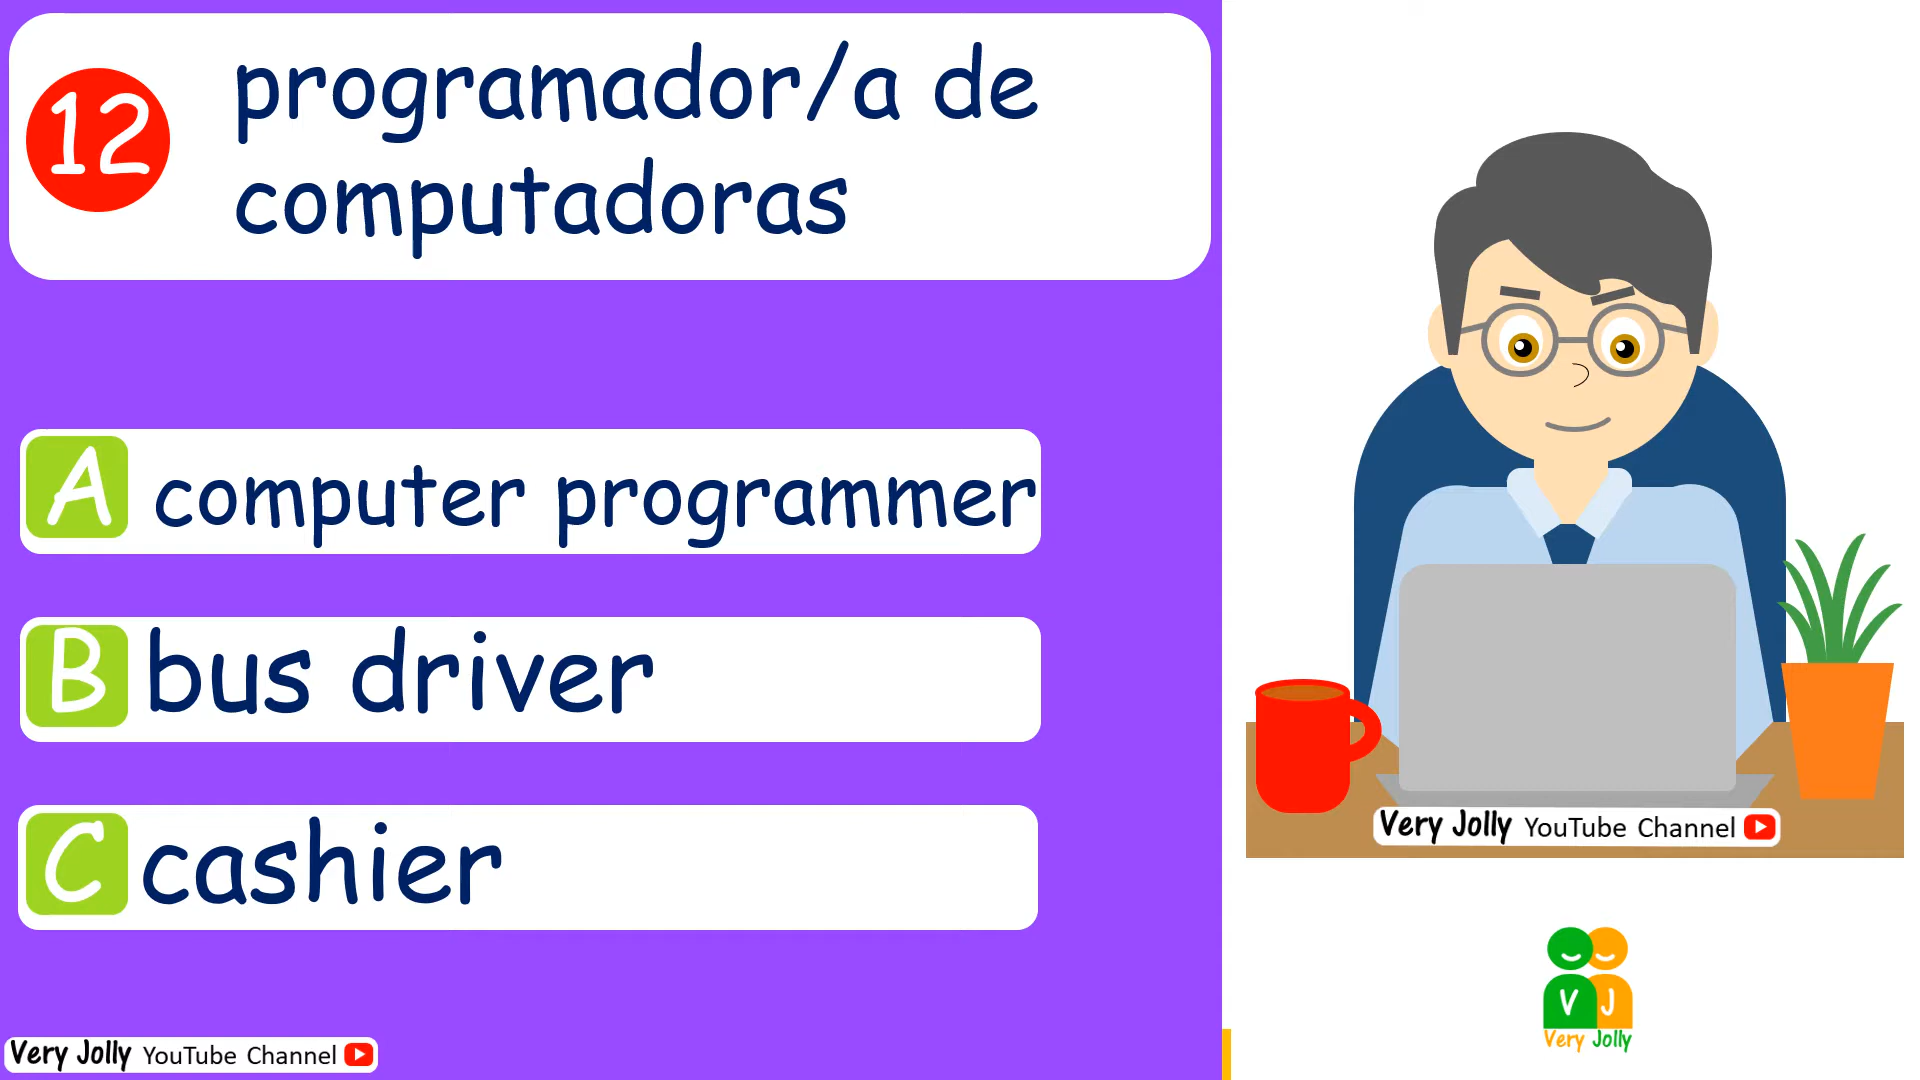 12
programador/a de
computadoras
A computer programmer
B bus driver
C cashier
Very Jolly YouTube Channel
Very Jolly YouTube Channel
V J
Very Jolly